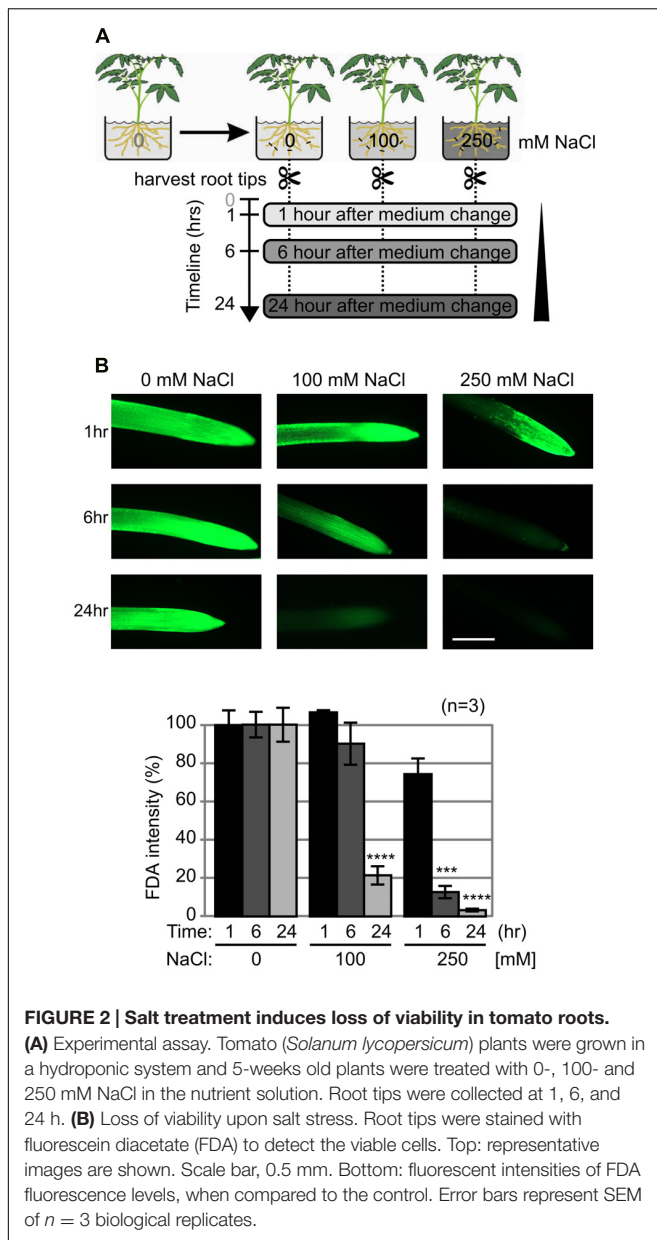 A
0
0
100
250
mM NaCl
harvest root tips
Timeline (hrs)
0
1
1 hour after medium change
6
6 hour after medium change
24
24 hour after medium change
B
0 mM NaCl
100 mM NaCl
250 mM NaCl
1hr
6hr
24hr
(n=3)
FDA intensity (%)
100
80
60
40
20
0
****
***
****
Time: 1 6 24 1 6 24 1 6 24 (hr)
NaCl: 0 100 250 [mM]
FIGURE 2 | Salt treatment induces loss of viability in tomato roots.
(A) Experimental assay. Tomato (Solanum lycopersicum) plants were grown in
a hydroponic system and 5-weeks old plants were treated with 0-, 100- and
250 mM NaCl in the nutrient solution. Root tips were collected at 1, 6, and
24 h. (B) Loss of viability upon salt stress. Root tips were stained with
fluorescein diacetate (FDA) to detect the viable cells. Top: representative
images are shown. Scale bar, 0.5 mm. Bottom: fluorescent intensities of FDA
fluorescence levels, when compared to the control. Error bars represent SEM
of n = 3 biological replicates.